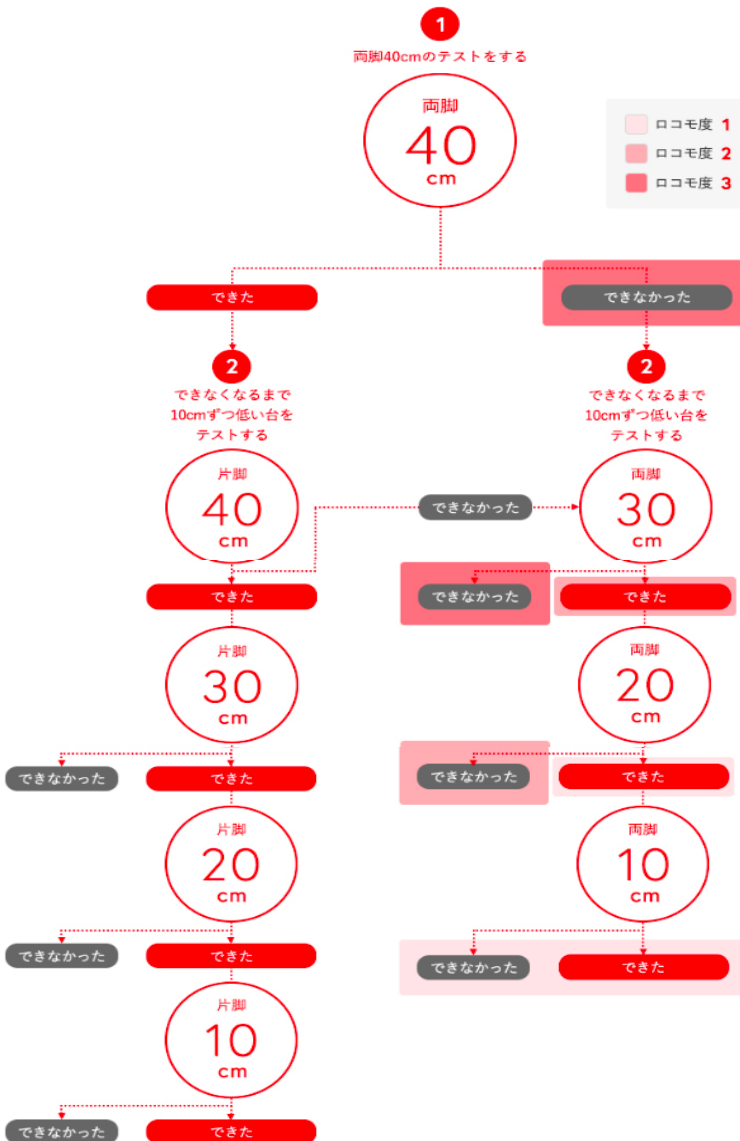 1
両脚40cmのテストをする
両脚
40
cm
ロコモ度 1
ロコモ度 2
ロコモ度 3
できた
できなかった
2
できなくなるまで
10cmずつ低い台を
テストする
2
できなくなるまで
10cmずつ低い台を
テストする
片脚
40
cm
できなかった
両脚
30
cm
できた
できなかった
できた
片脚
30
cm
両脚
20
cm
できなかった
できた
できなかった
できた
片脚
20
cm
両脚
10
cm
できなかった
できた
できなかった
できた
片脚
10
cm
できなかった
できた